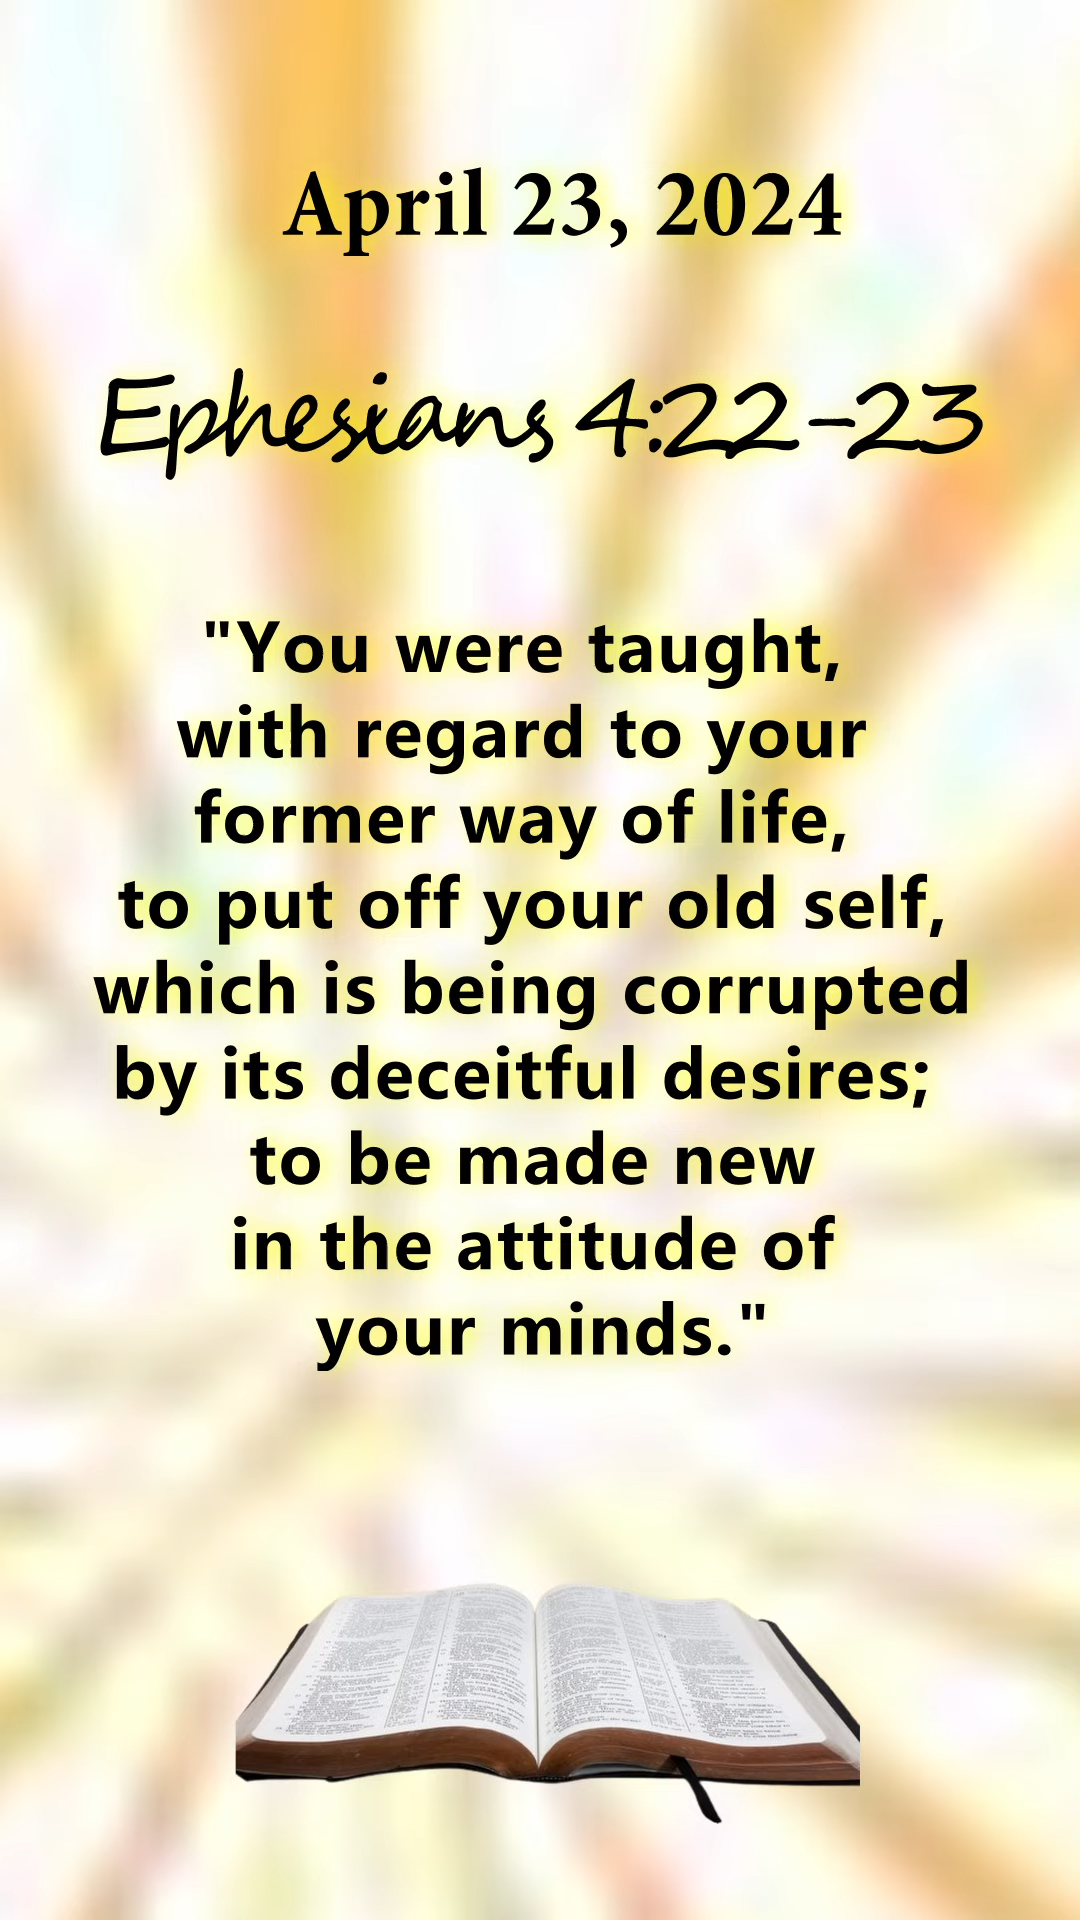 April 23, 2024
Ephesians 4:22-23
"You were taught,
with regard to your
former way of life,
to put off your old self,
which is being corrupted
by its deceitful desires;
to be made new
in the attitude of
your minds."